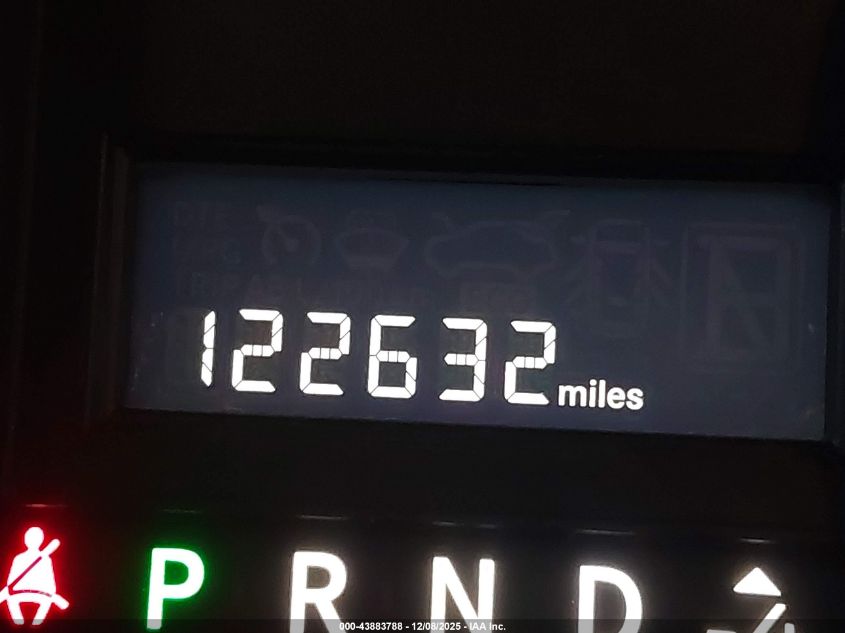 122632 miles
P R N D
000-43883788 - 12/08/2025 - IAA Inc.